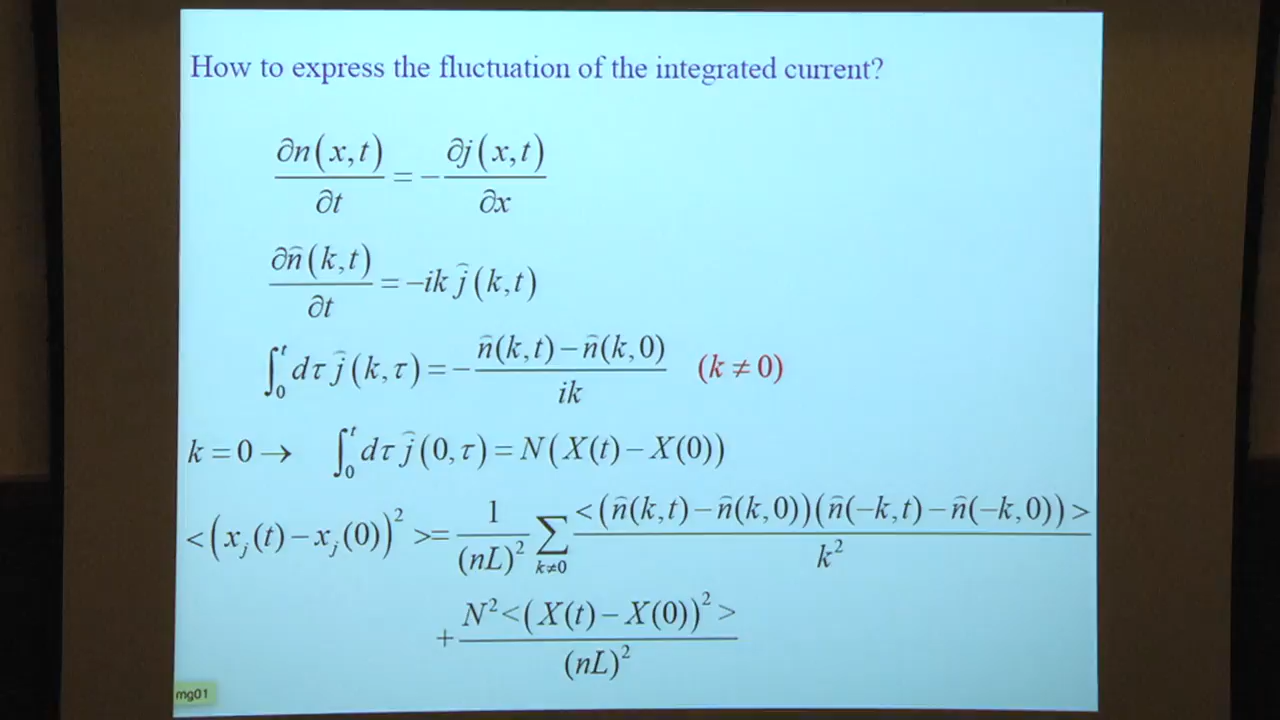 How to express the fluctuation of the integrated current?
∂n(x,t)/∂t = −∂j(x,t)/∂x
∂n̂(k,t)/∂t = −ik ĵ(k,t)
∫₀ᵗ dτ ĵ(k,τ) = −(n̂(k,t)−n̂(k,0))/ik (k ≠ 0)
k = 0 → ∫₀ᵗ dτ ĵ(0,τ) = N(X(t)−X(0))
<(x_j(t)−x_j(0))²> = 1/(nL)² ∑_{k≠0} <(n̂(k,t)−n̂(k,0))(n̂(−k,t)−n̂(−k,0))>/k²
+ N²<(X(t)−X(0))²>/(nL)²
mg01